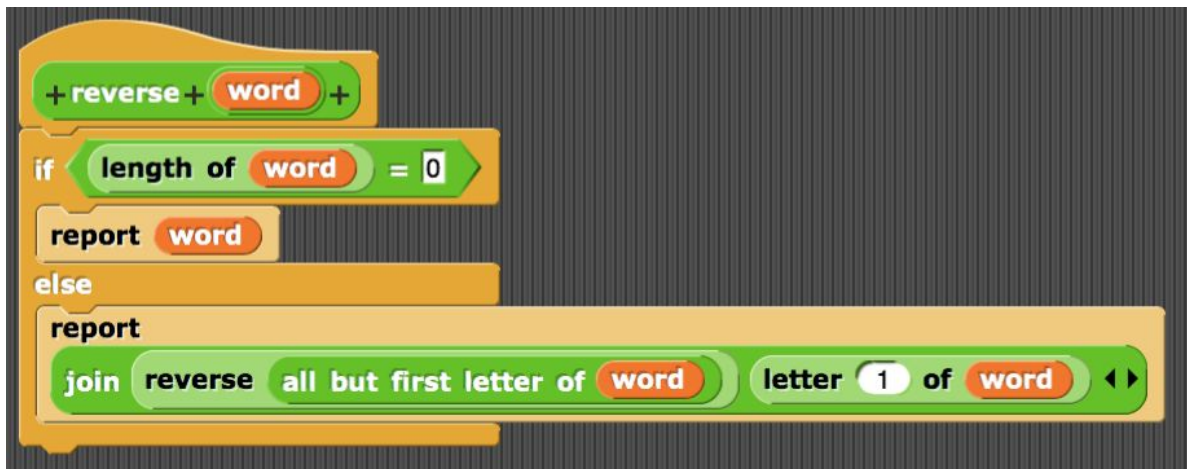 + reverse + word +
if length of word = 0
report word
else
report
join reverse all but first letter of word letter 1 of word